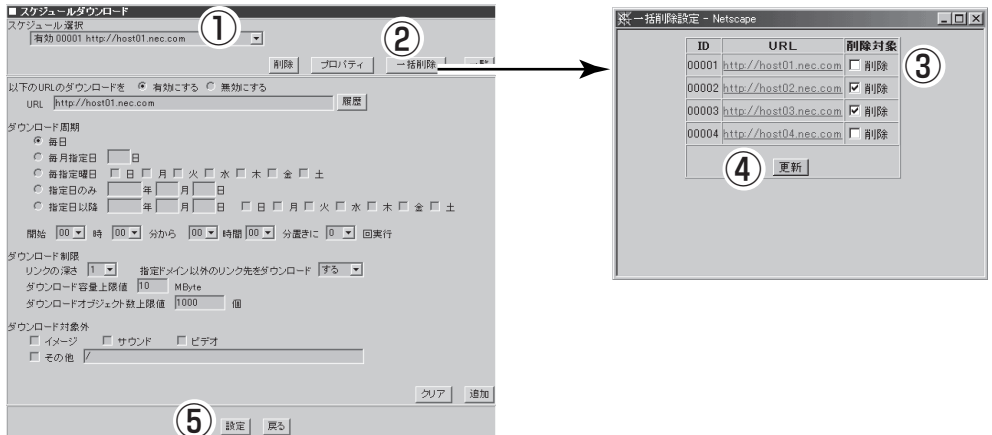 ■ スケジュールダウンロード
スケジュール選択
有効 00001 http://host01.nec.com
①
②
削除 プロパティ 一括削除 一覧
以下のURLのダウンロードを 有効にする 無効にする
URL http://host01.nec.com 履歴
ダウンロード周期
毎日
毎月指定日 日
毎指定曜日 日 月 火 水 木 金 土
指定日のみ 年 月 日
指定日以降 年 月 日 日 月 火 水 木 金 土
開始 00 時 00 分から 00 時間 00 分置きに 0 回実行
ダウンロード制限
リンクの深さ 1 指定ドメイン以外のリンク先をダウンロード する
ダウンロード容量上限値 10 MByte
ダウンロードオブジェクト数上限値 1000 個
ダウンロード対象外
イメージ サウンド ビデオ
その他 /
クリア 追加
⑤
設定 戻る
一括削除設定 - Netscape
ID URL 削除対象
00001 http://host01.nec.com 削除
③
00002 http://host02.nec.com 削除
00003 http://host03.nec.com 削除
00004 http://host04.nec.com 削除
④
更新